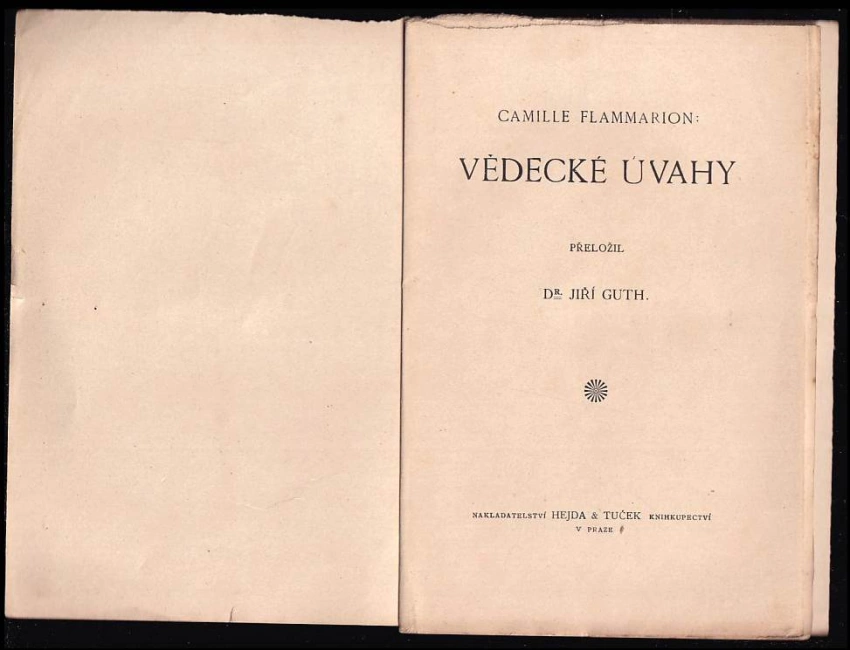 CAMILLE FLAMMARION:
VĚDECKÉ ÚVAHY
PŘELOŽIL
DR. JIŘÍ GUTH.
NAKLADATELSTVÍ HEJDA & TUČEK KNIHKUPECTVÍ
V PRAZE